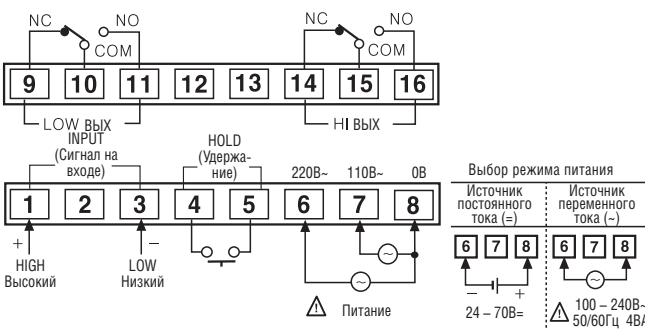 NC NO NC NO
COM COM
9 10 11 12 13 14 15 16
LOW ВЫХ HI ВЫХ
INPUT
(Сигнал на
входе)
HOLD
(Удержа-
ние)
220В~ 110В~ 0В
1 2 3 4 5 6 7 8
+ −
HIGH
Высокий
LOW
Низкий
Питание
Выбор режима питания
Источник
постоянного
тока (=)
Источник
переменного
тока (~)
6 7 8 6 7 8
− +
24 – 70В=
100 – 240В~
50/60Гц 4ВА